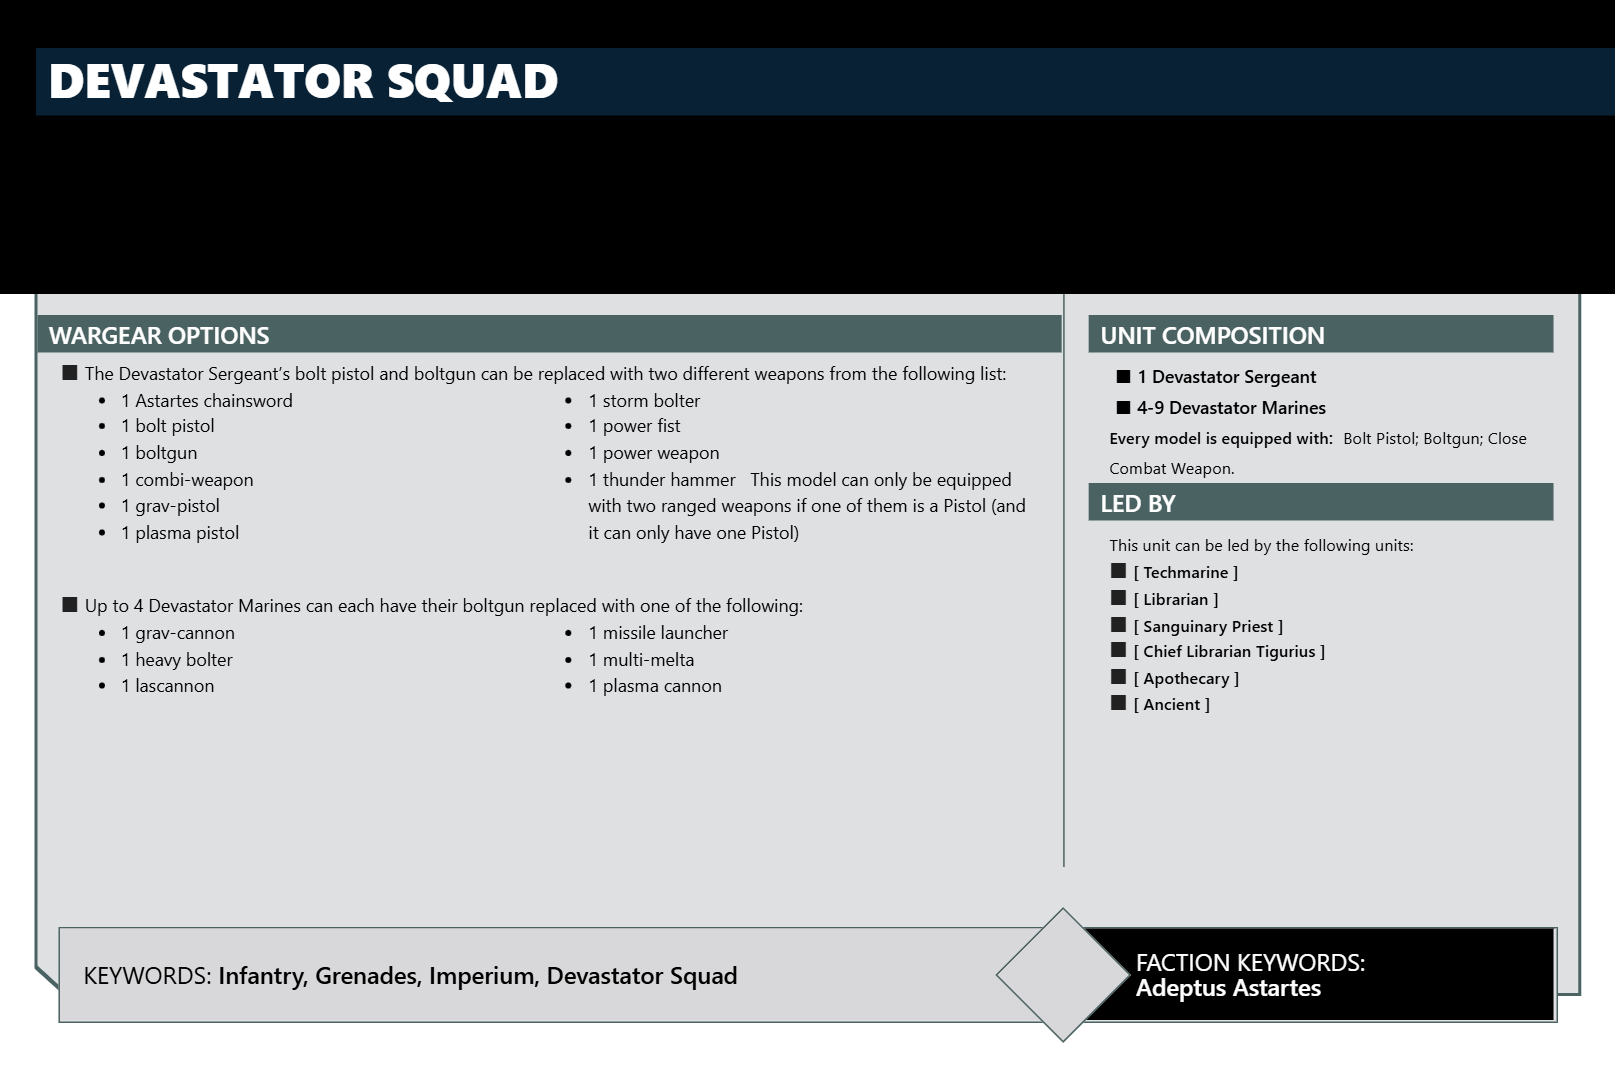 DEVASTATOR SQUAD
WARGEAR OPTIONS
■ The Devastator Sergeant’s bolt pistol and boltgun can be replaced with two different weapons from the following list:
• 1 Astartes chainsword
• 1 bolt pistol
• 1 boltgun
• 1 combi-weapon
• 1 grav-pistol
• 1 plasma pistol
• 1 storm bolter
• 1 power fist
• 1 power weapon
• 1 thunder hammer This model can only be equipped
with two ranged weapons if one of them is a Pistol (and
it can only have one Pistol)
■ Up to 4 Devastator Marines can each have their boltgun replaced with one of the following:
• 1 grav-cannon
• 1 heavy bolter
• 1 lascannon
• 1 missile launcher
• 1 multi-melta
• 1 plasma cannon
UNIT COMPOSITION
■ 1 Devastator Sergeant
■ 4-9 Devastator Marines
Every model is equipped with: Bolt Pistol; Boltgun; Close
Combat Weapon.
LED BY
This unit can be led by the following units:
■ [ Techmarine ]
■ [ Librarian ]
■ [ Sanguinary Priest ]
■ [ Chief Librarian Tigurius ]
■ [ Apothecary ]
■ [ Ancient ]
KEYWORDS: Infantry, Grenades, Imperium, Devastator Squad
FACTION KEYWORDS:
Adeptus Astartes